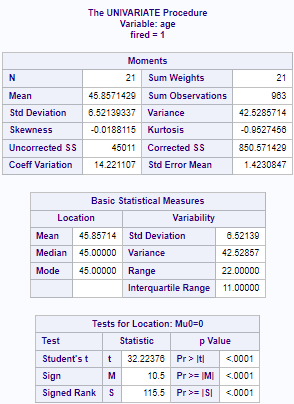 The UNIVARIATE Procedure
Variable: age
fired = 1
Moments
N 21 Sum Weights 21
Mean 45.8571429 Sum Observations 963
Std Deviation 6.52139337 Variance 42.5285714
Skewness -0.0188115 Kurtosis -0.9527456
Uncorrected SS 45011 Corrected SS 850.571429
Coeff Variation 14.221107 Std Error Mean 1.4230847
Basic Statistical Measures
Location Variability
Mean 45.85714 Std Deviation 6.52139
Median 45.00000 Variance 42.52857
Mode 45.00000 Range 22.00000
Interquartile Range 11.00000
Tests for Location: Mu0=0
Test Statistic p Value
Student's t t 32.22376 Pr > |t| <.0001
Sign M 10.5 Pr >= |M| <.0001
Signed Rank S 115.5 Pr >= |S| <.0001